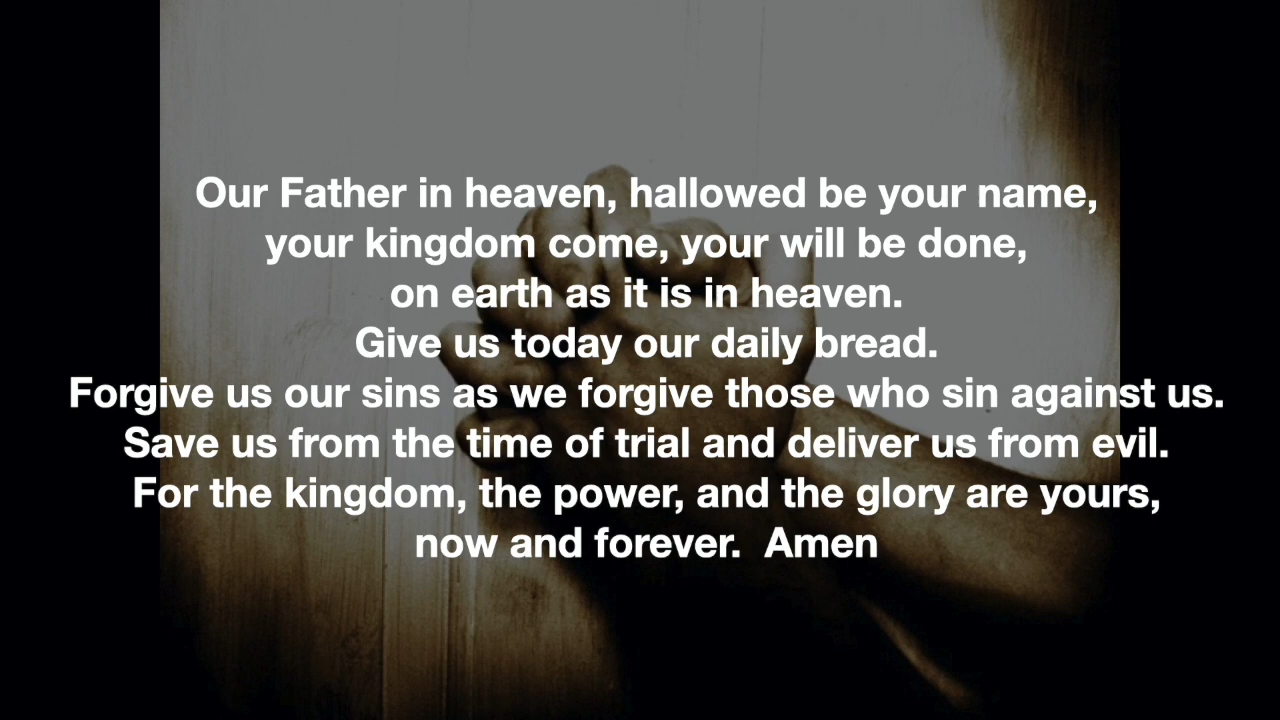 Our Father in heaven, hallowed be your name,
your kingdom come, your will be done,
on earth as it is in heaven.
Give us today our daily bread.
Forgive us our sins as we forgive those who sin against us.
Save us from the time of trial and deliver us from evil.
For the kingdom, the power, and the glory are yours,
now and forever.  Amen